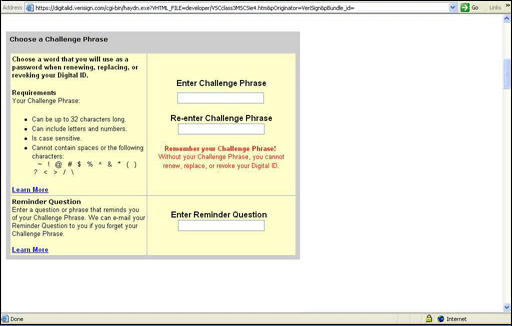 https://digitalid.verisign.com/cgi-bin/haydn.exe?VHTML_FILE=developer/VSCclass3MSCSie4.htm&pOriginator=VeriSign&pBundle_id=
Go
Links
Choose a Challenge Phrase
Choose a word that you will use as a
password when renewing, replacing, or
revoking your Digital ID.
Requirements
Your Challenge Phrase:
Can be up to 32 characters long.
Can include letters and numbers.
Is case sensitive.
Cannot contain spaces or the following
characters:
~ ! @ # $ % ^ & * ( )
? < > / \
Learn More
Enter Challenge Phrase
Re-enter Challenge Phrase
Remember your Challenge Phrase!
Without your Challenge Phrase, you cannot
renew, replace, or revoke your Digital ID.
Reminder Question
Enter a question or phrase that reminds you
of your Challenge Phrase. We can e-mail your
Reminder Question to you if you forget your
Challenge Phrase.
Learn More
Enter Reminder Question
Done
Internet